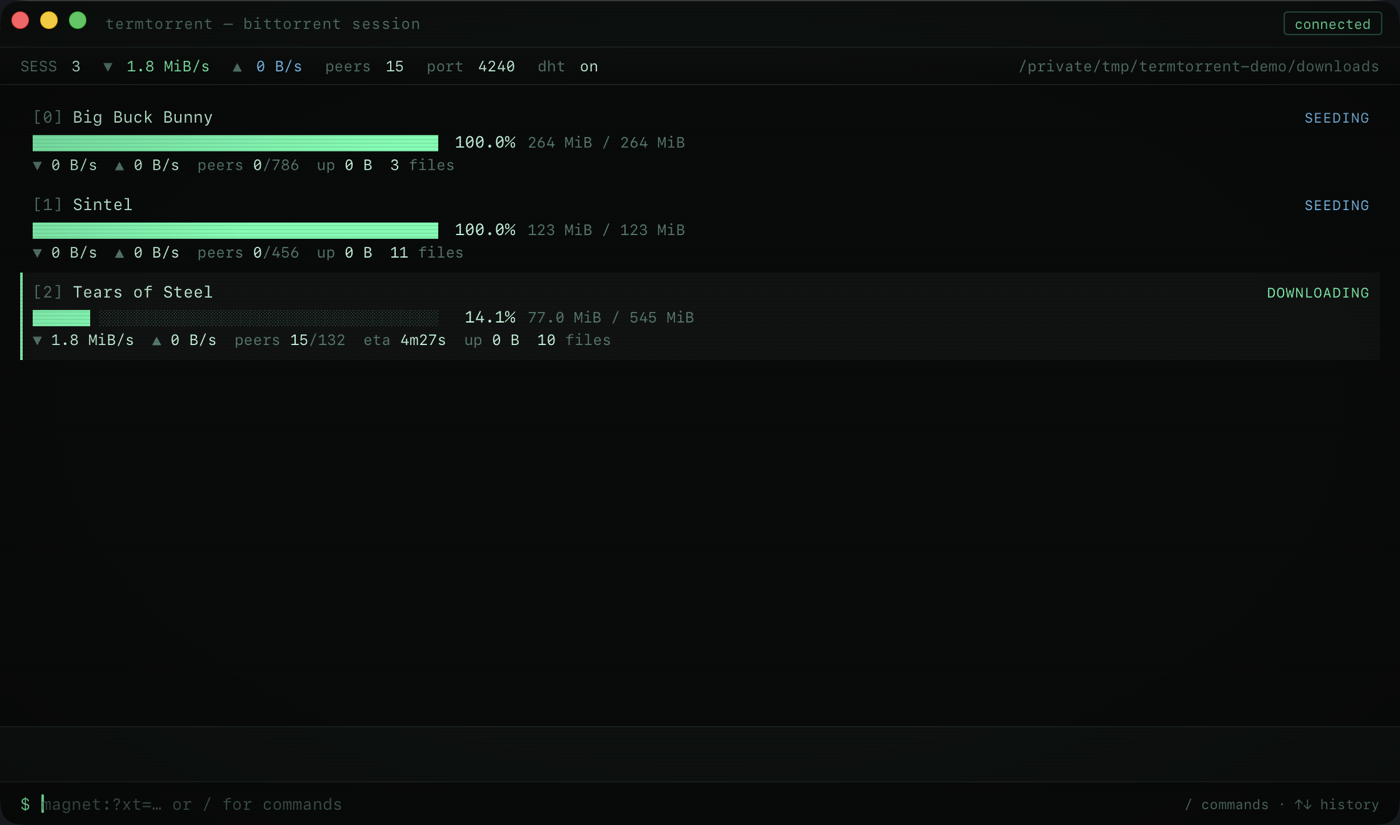 termtorrent — bittorrent session
connected
SESS 3 ▼ 1.8 MiB/s ▲ 0 B/s peers 15 port 4240 dht on
/private/tmp/termtorrent-demo/downloads
[0] Big Buck Bunny
SEEDING
100.0% 264 MiB / 264 MiB
▼ 0 B/s ▲ 0 B/s peers 0/786 up 0 B 3 files
[1] Sintel
SEEDING
100.0% 123 MiB / 123 MiB
▼ 0 B/s ▲ 0 B/s peers 0/456 up 0 B 11 files
[2] Tears of Steel
DOWNLOADING
14.1% 77.0 MiB / 545 MiB
▼ 1.8 MiB/s ▲ 0 B/s peers 15/132 eta 4m27s up 0 B 10 files
$ magnet:?xt=… or / for commands
/ commands · ↑↓ history